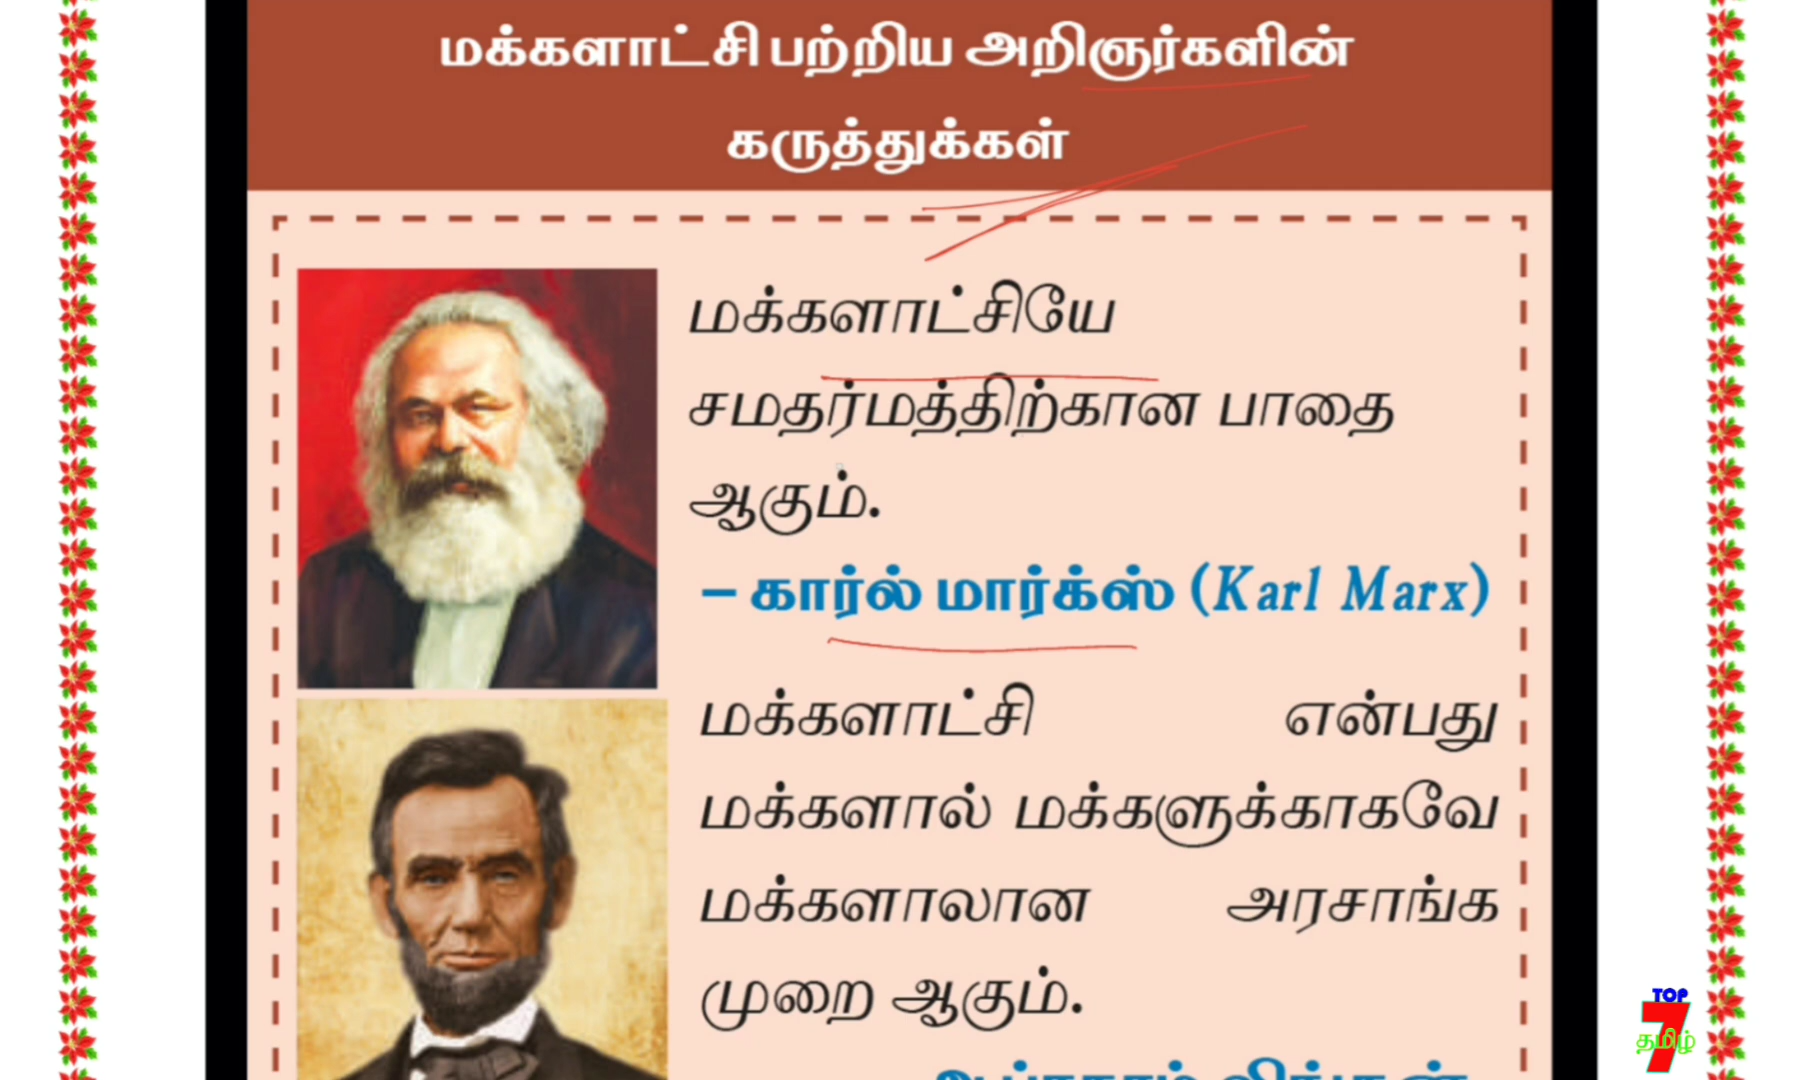 மக்களாட்சி பற்றிய அறிஞர்களின்
கருத்துக்கள்
மக்களாட்சியே
சமதர்மத்திற்கான பாதை
ஆகும்.
– கார்ல் மார்க்ஸ் (Karl Marx)
மக்களாட்சி என்பது
மக்களால் மக்களுக்காகவே
மக்களாலான அரசாங்க
முறை ஆகும்.
TOP
7
தமிழ்